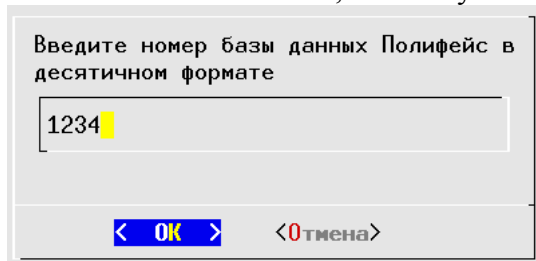 Введите номер базы данных Полифейс в
десятичном формате
1234
< OK > <Отмена>